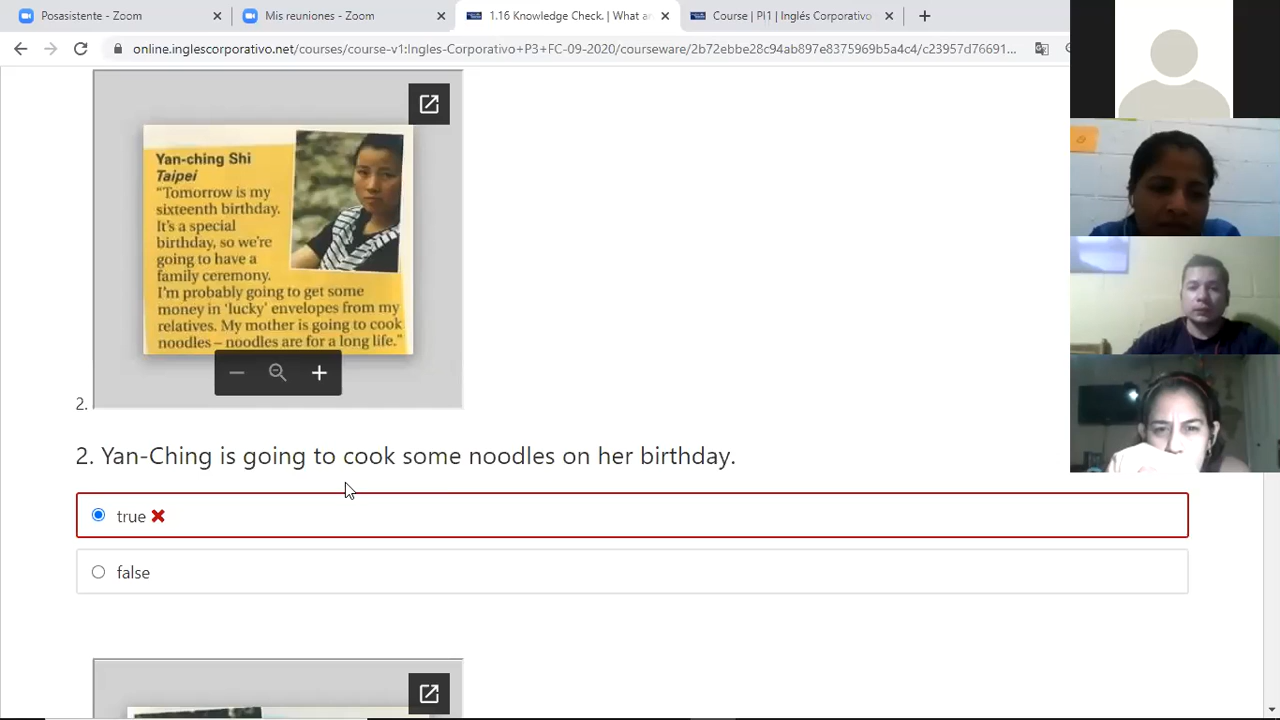 Posasistente - Zoom
Mis reuniones - Zoom
1.16 Knowledge Check. | What a
Course | PI1 | Inglés Corporativo
online.inglescorporativo.net/courses/course-v1:Ingles-Corporativo+P3+FC-09-2020/courseware/2b72ebbe28c94ab897e8375969b5a4c4/c23957d76691...
Yan-ching Shi
Taipei
"Tomorrow is my
sixteenth birthday.
It's a special
birthday, so we're
going to have a
family ceremony.
I'm probably going to get some
money in 'lucky' envelopes from my
relatives. My mother is going to cook
noodles – noodles are for a long life."
2.
2. Yan-Ching is going to cook some noodles on her birthday.
true
false